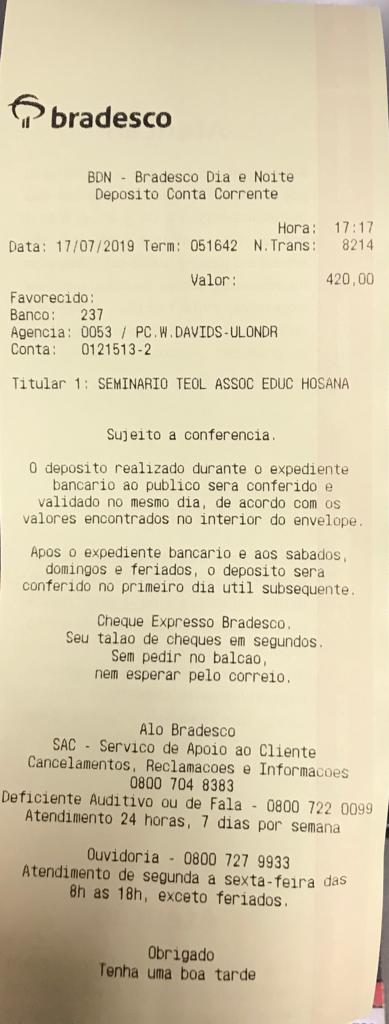 bradesco
BDN - Bradesco Dia e Noite
Deposito Conta Corrente
Hora: 17:17
Data: 17/07/2019 Term: 051642 N.Trans: 8214
Valor: 420,00
Favorecido:
Banco: 237
Agencia: 0053 / PC.W.DAVIDS-ULONDR
Conta: 0121513-2
Titular 1: SEMINARIO TEOL ASSOC EDUC HOSANA
Sujeito a conferencia.
O deposito realizado durante o expediente
bancario ao publico sera conferido e
validado no mesmo dia, de acordo com os
valores encontrados no interior do envelope.
Apos o expediente bancario e aos sabados,
domingos e feriados, o deposito sera
conferido no primeiro dia util subsequente.
Cheque Expresso Bradesco.
Seu talao de cheques em segundos.
Sem pedir no balcao,
nem esperar pelo correio.
Alo Bradesco
SAC - Servico de Apoio ao Cliente
Cancelamentos, Reclamacoes e Informacoes
0800 704 8383
Deficiente Auditivo ou de Fala - 0800 722 0099
Atendimento 24 horas, 7 dias por semana
Ouvidoria - 0800 727 9933
Atendimento de segunda a sexta-feira das
8h as 18h, exceto feriados.
Obrigado
Tenha uma boa tarde